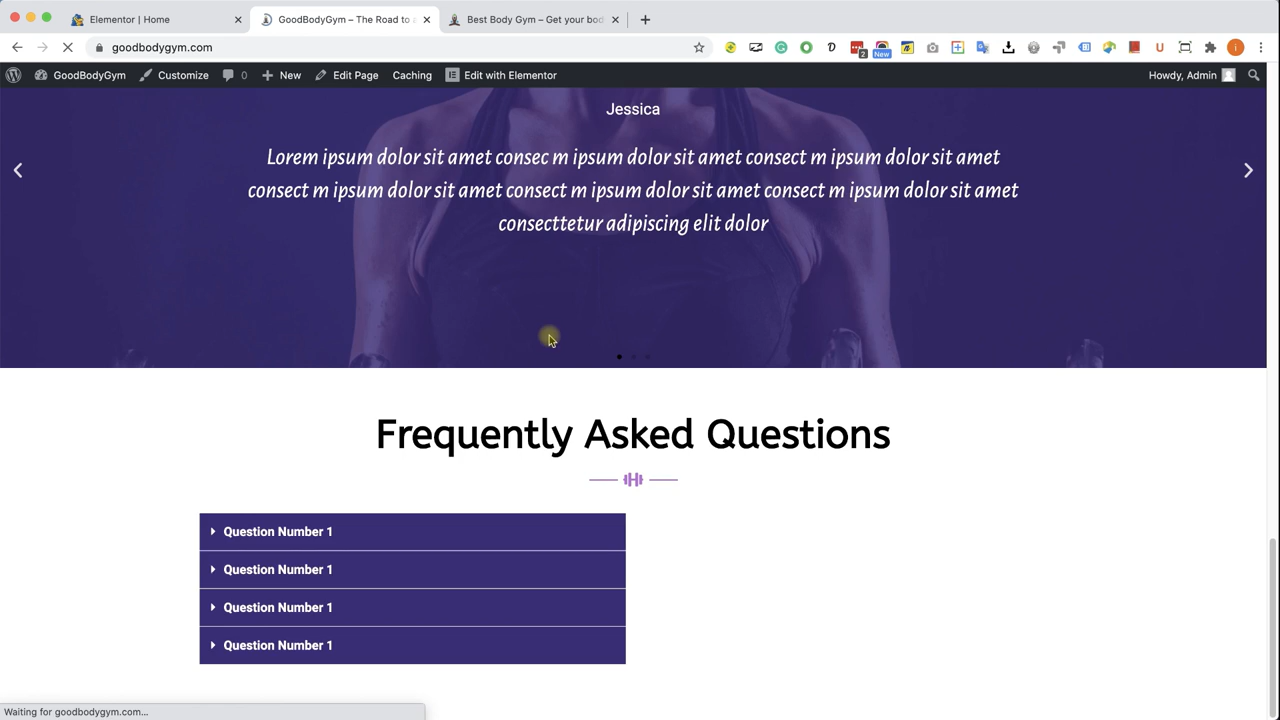 Elementor | Home
GoodBodyGym – The Road to a
Best Body Gym – Get your bod
goodbodygym.com
2
New
i
GoodBodyGym
Customize
0
New
Edit Page
Caching
Edit with Elementor
Howdy, Admin
Jessica
Lorem ipsum dolor sit amet consec m ipsum dolor sit amet consect m ipsum dolor sit amet
consect m ipsum dolor sit amet consect m ipsum dolor sit amet consect m ipsum dolor sit amet
consecttetur adipiscing elit dolor
Frequently Asked Questions
Question Number 1
Question Number 1
Question Number 1
Question Number 1
Waiting for goodbodygym.com...